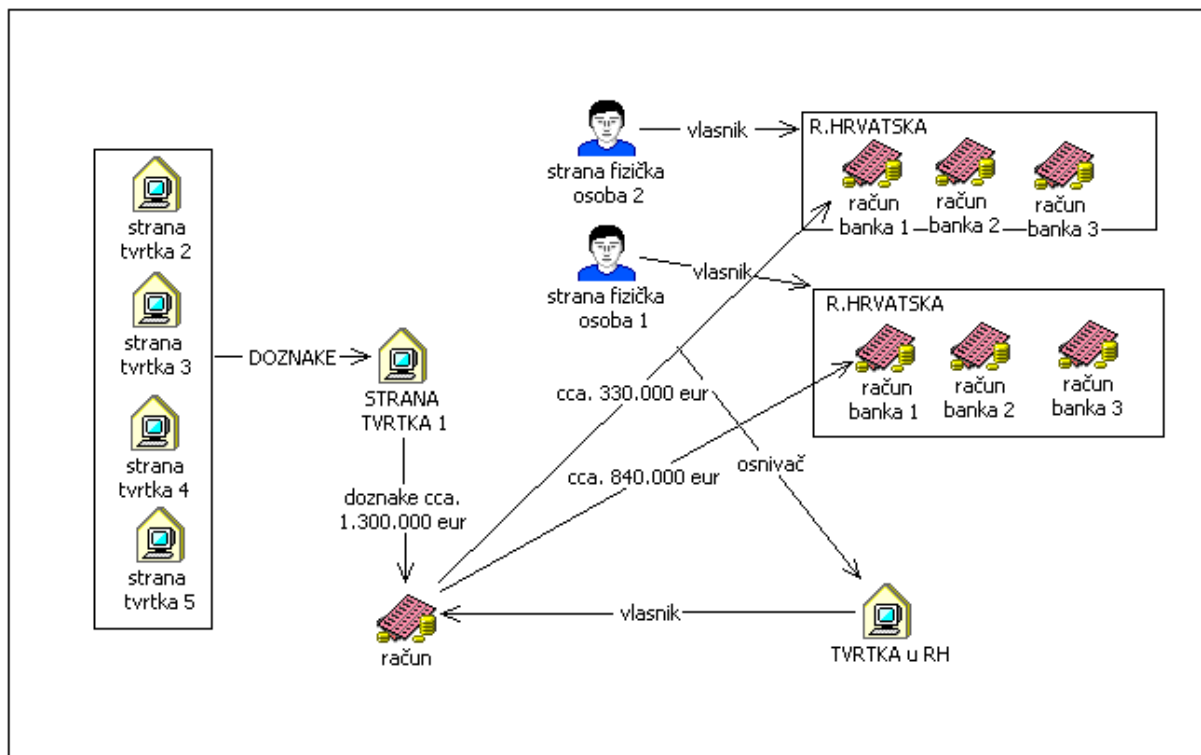 strana
tvrtka 2
strana
tvrtka 3
strana
tvrtka 4
strana
tvrtka 5
DOZNAKE
STRANA
TVRTKA 1
doznake cca.
1.300.000 eur
račun
strana fizička
osoba 2
vlasnik
R.HRVATSKA
račun
banka 1
račun
banka 2
račun
banka 3
strana fizička
osoba 1
vlasnik
R.HRVATSKA
račun
banka 1
račun
banka 2
račun
banka 3
cca. 330.000 eur
cca. 840.000 eur
osnivač
vlasnik
TVRTKA u RH